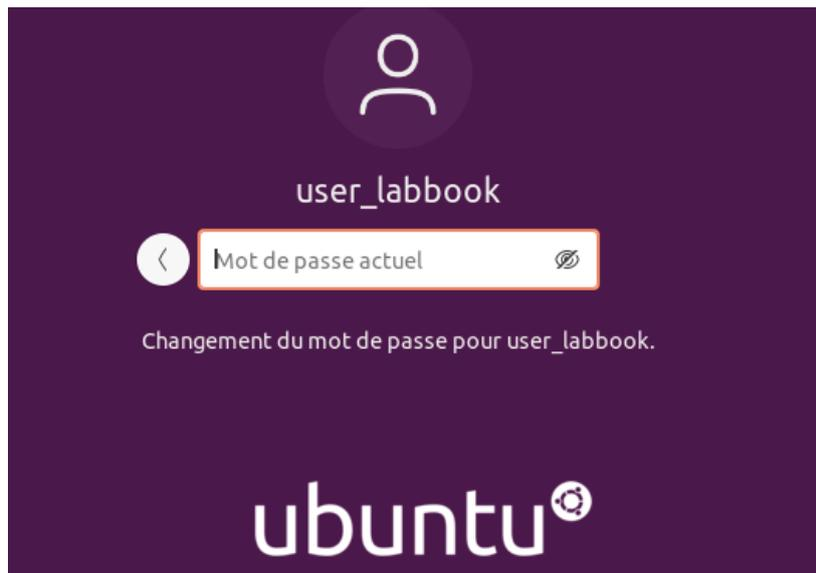 user_labbook
Mot de passe actuel
Changement du mot de passe pour user_labbook.
ubuntu